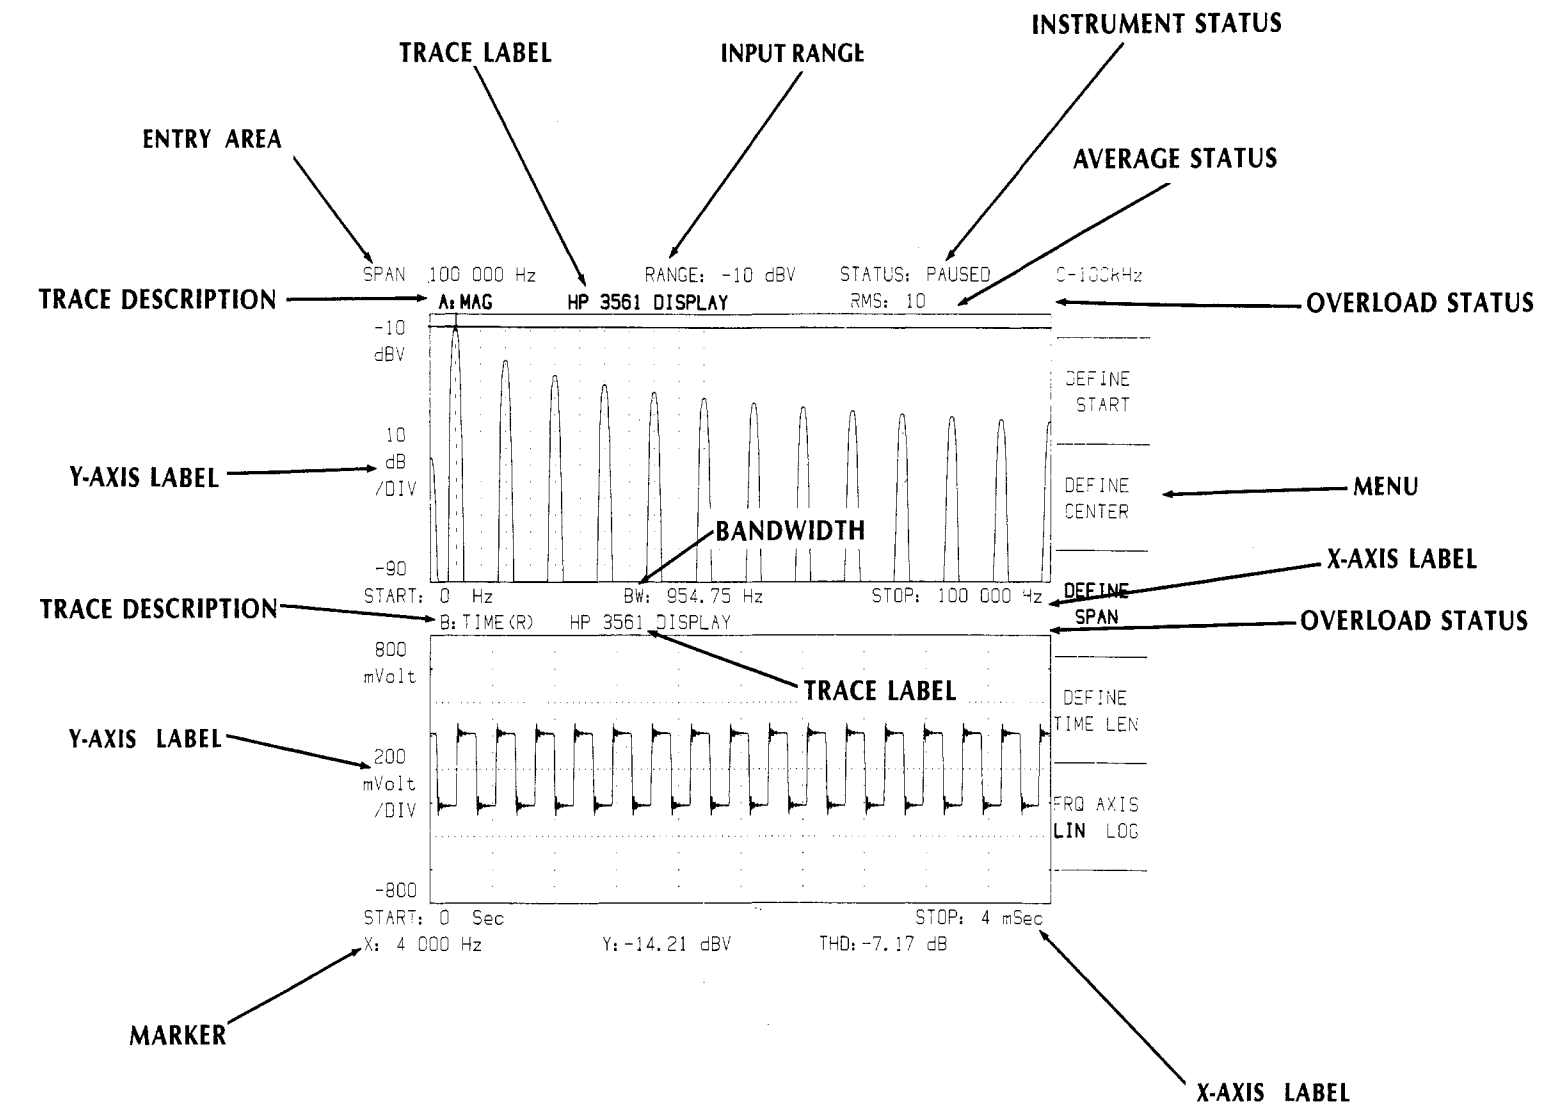 INSTRUMENT STATUS
TRACE LABEL
INPUT RANGE
ENTRY AREA
AVERAGE STATUS
SPAN 100 000 Hz RANGE: -10 dBV STATUS: PAUSED 0-100kHz
TRACE DESCRIPTION
A: MAG HP 3561 DISPLAY RMS: 10
OVERLOAD STATUS
-10
dBV
DEFINE
START
10
dB
/DIV
Y-AXIS LABEL
DEFINE
CENTER
MENU
BANDWIDTH
X-AXIS LABEL
-90
START: 0 Hz BW: 954.75 Hz STOP: 100 000 Hz
DEFINE
SPAN
TRACE DESCRIPTION
B: TIME(R) HP 3561 DISPLAY
OVERLOAD STATUS
800
mVolt
TRACE LABEL
DEFINE
TIME LEN
Y-AXIS LABEL
200
mVolt
/DIV
FRQ AXIS
LIN LOG
-800
START: 0 Sec STOP: 4 mSec
X: 4 000 Hz Y: -14.21 dBV THD: -7.17 dB
MARKER
X-AXIS LABEL